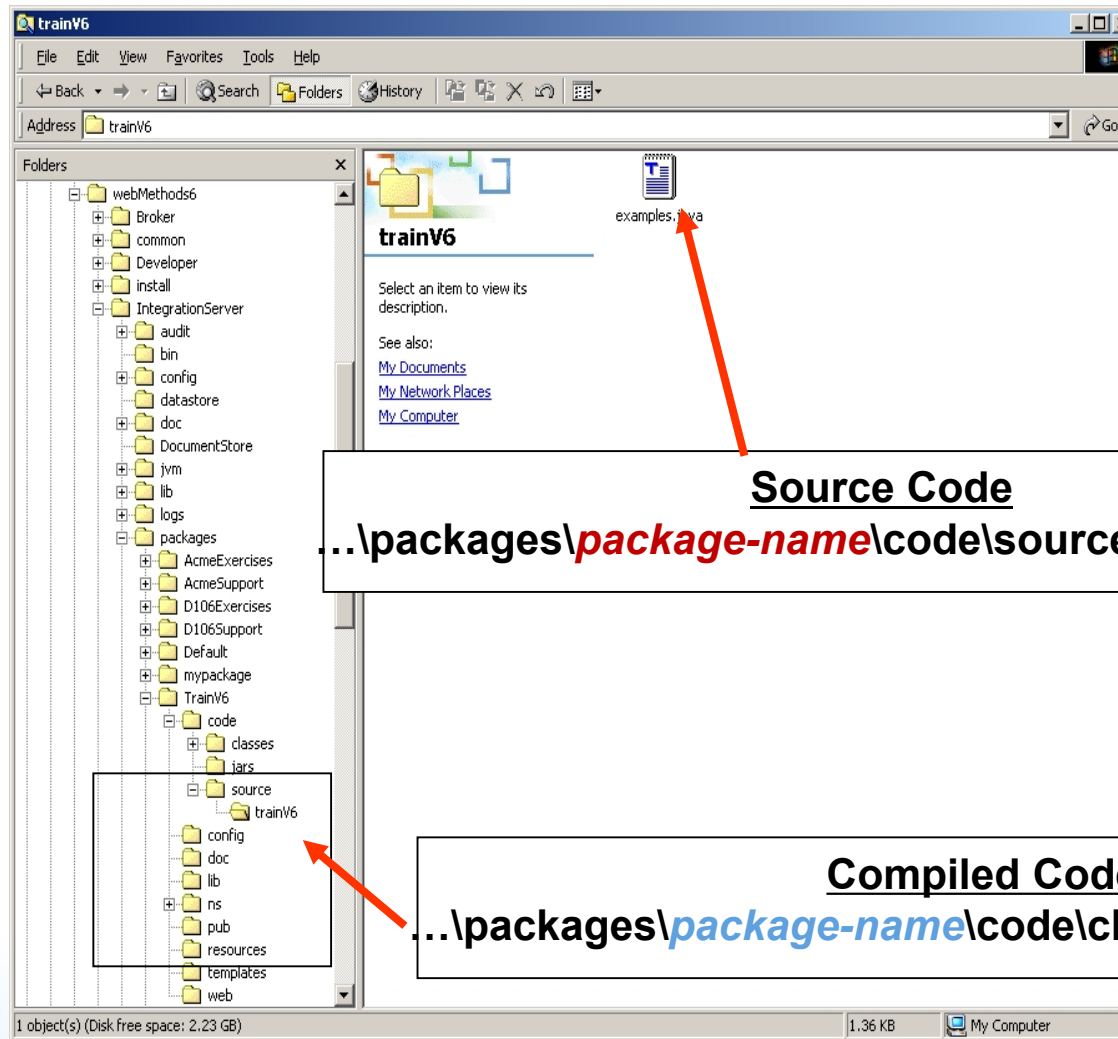 trainV6
File Edit View Favorites Tools Help
Back Search Folders History
Address trainV6 Go
Folders
webMethods6
Broker
common
Developer
install
IntegrationServer
audit
bin
config
datastore
doc
DocumentStore
jvm
lib
logs
packages
AcmeExercises
AcmeSupport
D106Exercises
D106Support
Default
mypackage
TrainV6
code
classes
jars
source
trainV6
config
doc
lib
ns
pub
resources
templates
web
trainV6
Select an item to view its
description.
See also:
My Documents
My Network Places
My Computer
examples.java
Source Code
...\packages\package-name\code\source
Compiled Code
...\packages\package-name\code\cl
1 object(s) (Disk free space: 2.23 GB) 1.36 KB My Computer